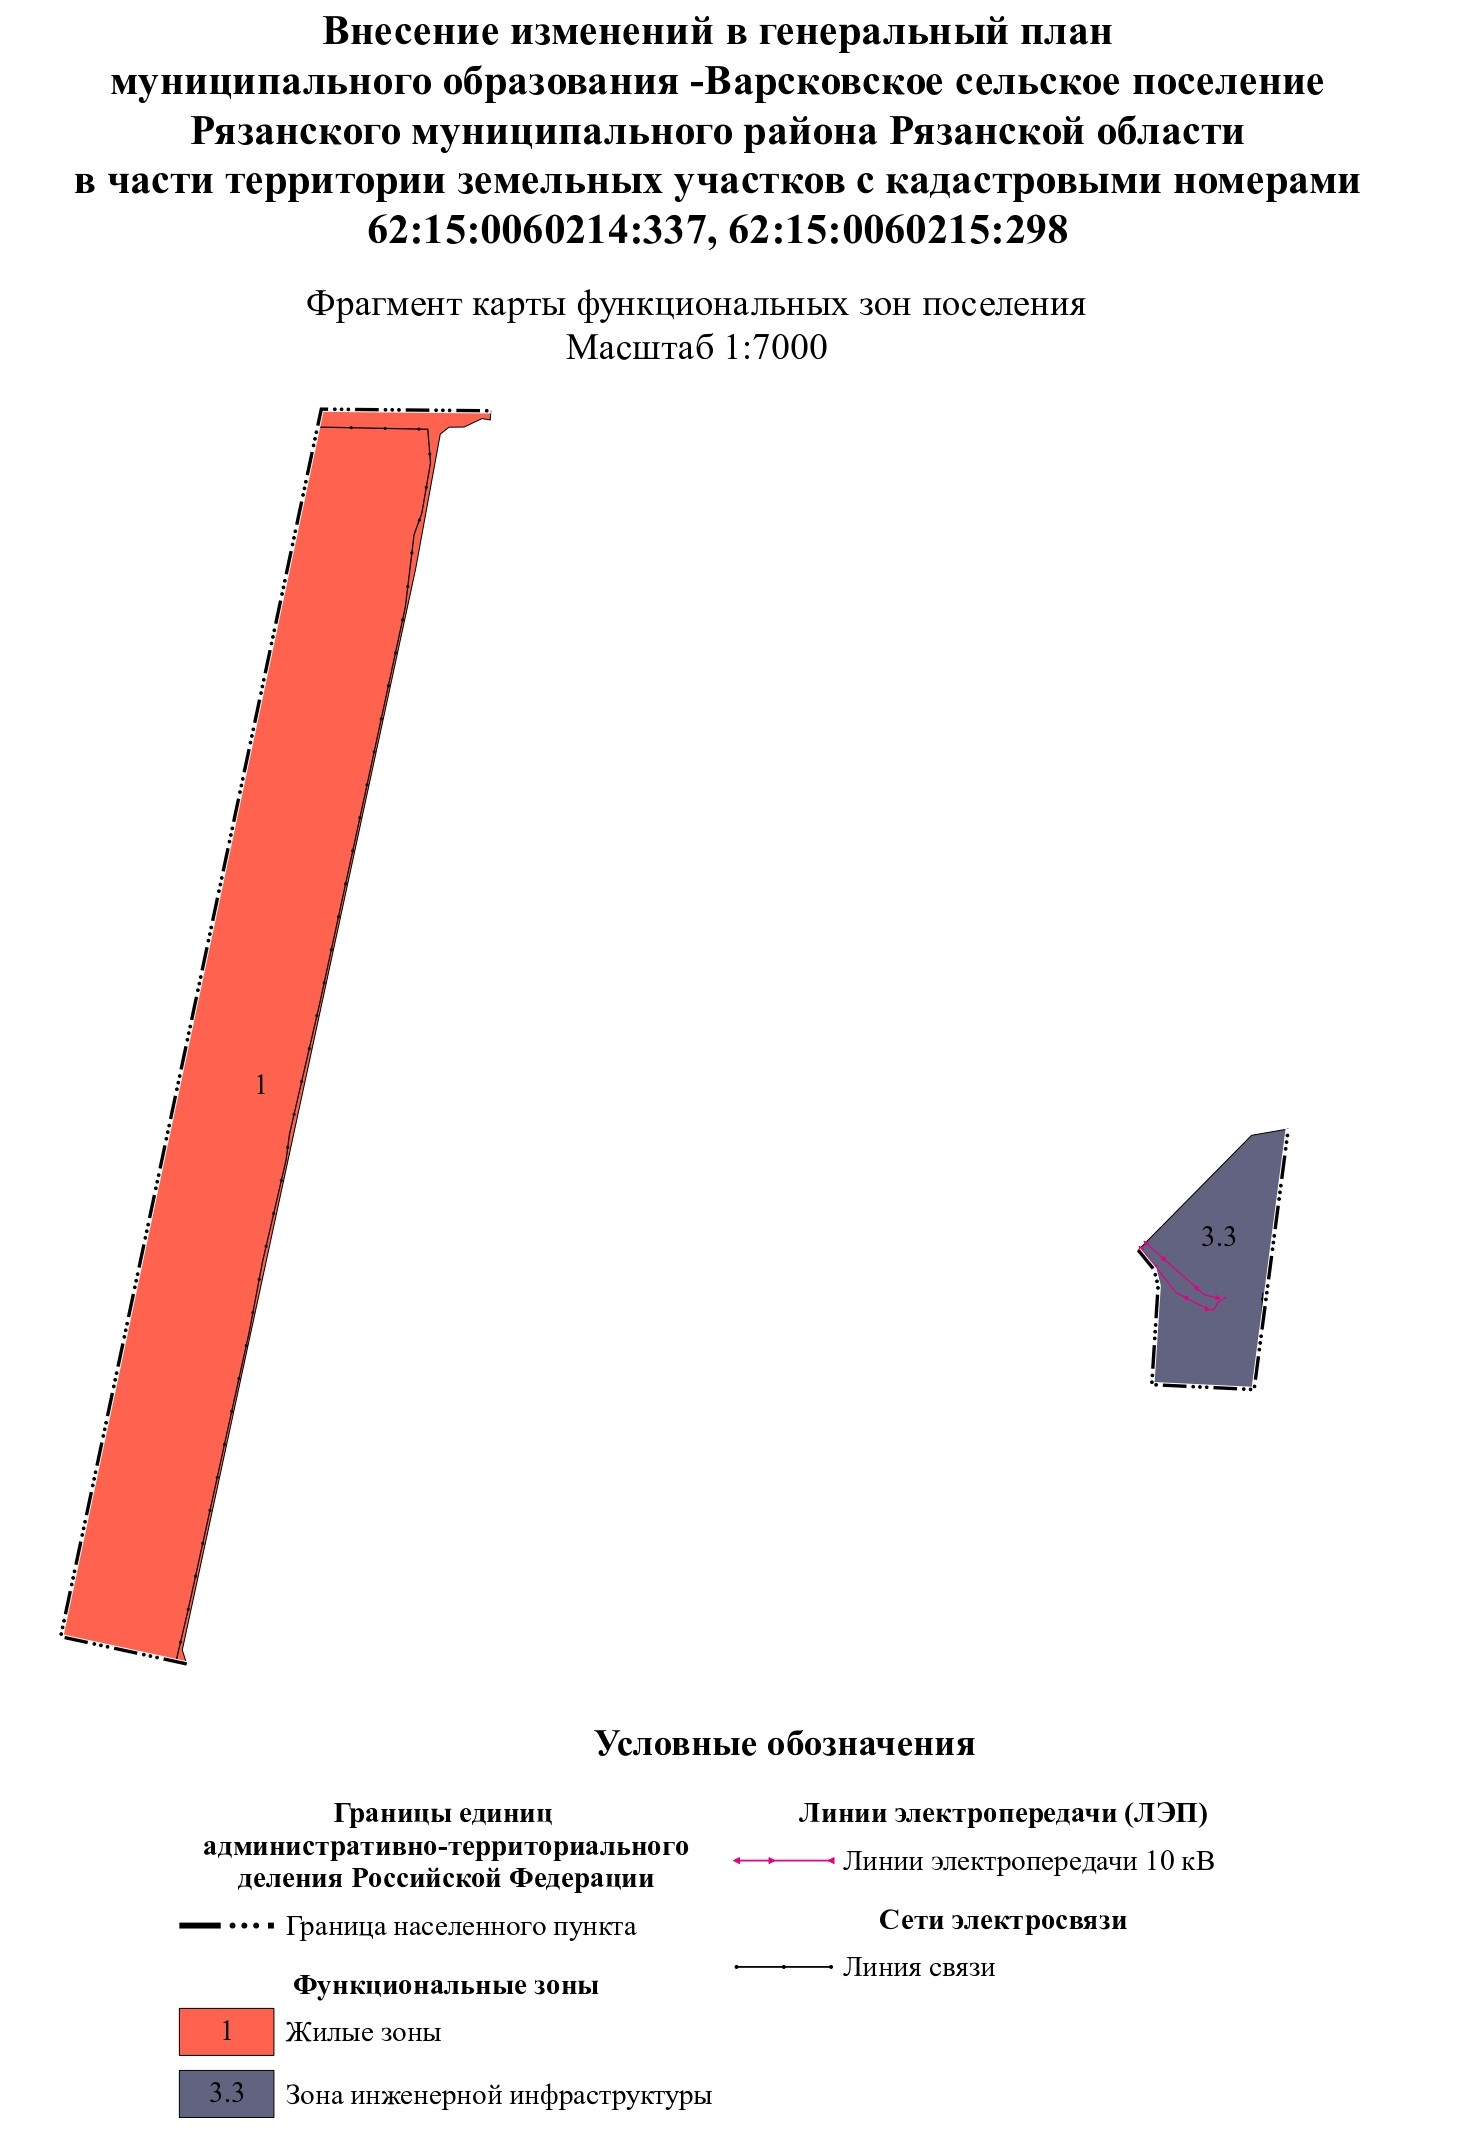 Внесение изменений в генеральный план
муниципального образования -Варсковское сельское поселение
Рязанского муниципального района Рязанской области
в части территории земельных участков с кадастровыми номерами
62:15:0060214:337, 62:15:0060215:298
Фрагмент карты функциональных зон поселения
Масштаб 1:7000
1
3.3
Условные обозначения
Границы единиц
административно-территориального
деления Российской Федерации
Граница населенного пункта
Функциональные зоны
1 Жилые зоны
3.3 Зона инженерной инфраструктуры
Линии электропередачи (ЛЭП)
Линии электропередачи 10 кВ
Сети электросвязи
Линия связи